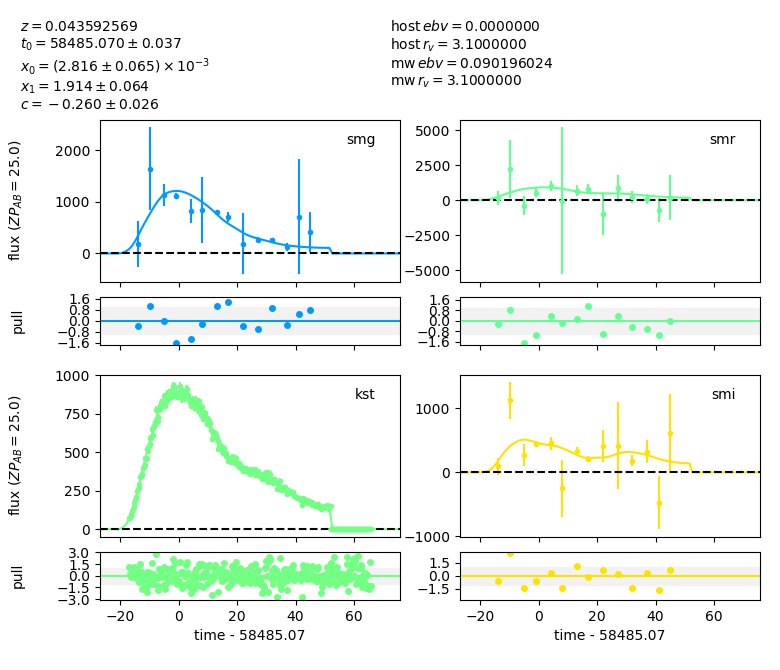 z = 0.043592569
t₀ = 58485.070 ± 0.037
x₀ = (2.816 ± 0.065) × 10⁻³
x₁ = 1.914 ± 0.064
c = −0.260 ± 0.026
host ebv = 0.0000000
host r_v = 3.1000000
mw ebv = 0.090196024
mw r_v = 3.1000000
flux (ZP_AB = 25.0)
2000
1000
0
smg
5000
2500
0
−2500
−5000
smr
pull
1.6
0.8
0.0
−0.8
−1.6
1.6
0.8
0.0
−0.8
−1.6
flux (ZP_AB = 25.0)
1000
750
500
250
0
kst
1000
0
−1000
smi
pull
3.0
1.5
0.0
−1.5
−3.0
1.5
0.0
−1.5
−20 0 20 40 60
time - 58485.07
−20 0 20 40 60
time - 58485.07